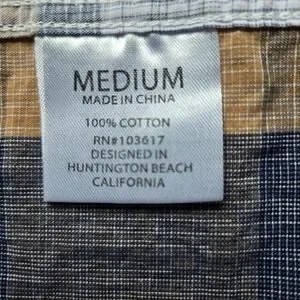 MEDIUM
MADE IN CHINA
100% COTTON
RN#103617
DESIGNED IN
HUNTINGTON BEACH
CALIFORNIA